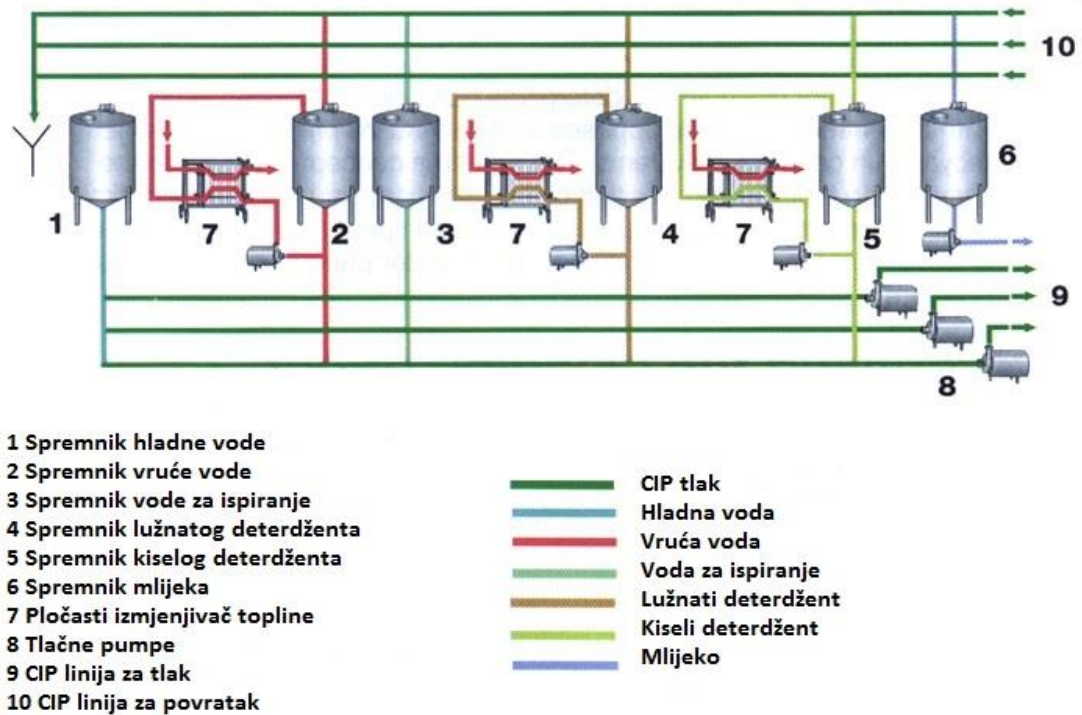 10
6
1
7
2
3
7
4
7
5
9
8
1 Spremnik hladne vode
2 Spremnik vruće vode
3 Spremnik vode za ispiranje
4 Spremnik lužnatog deterdženta
5 Spremnik kiselog deterdženta
6 Spremnik mlijeka
7 Pločasti izmjenjivač topline
8 Tlačne pumpe
9 CIP linija za tlak
10 CIP linija za povratak
CIP tlak
Hladna voda
Vruća voda
Voda za ispiranje
Lužnati deterdžent
Kiseli deterdžent
Mlijeko